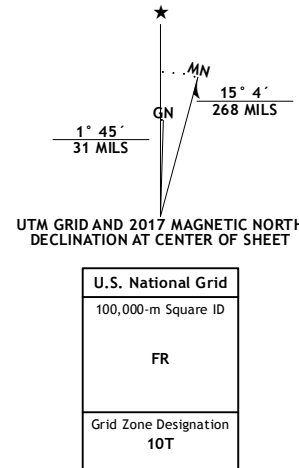 MN
15° 4´
268 MILS
GN
1° 45´
31 MILS
UTM GRID AND 2017 MAGNETIC NORTH
DECLINATION AT CENTER OF SHEET
U.S. National Grid
100,000-m Square ID
FR
Grid Zone Designation
10T